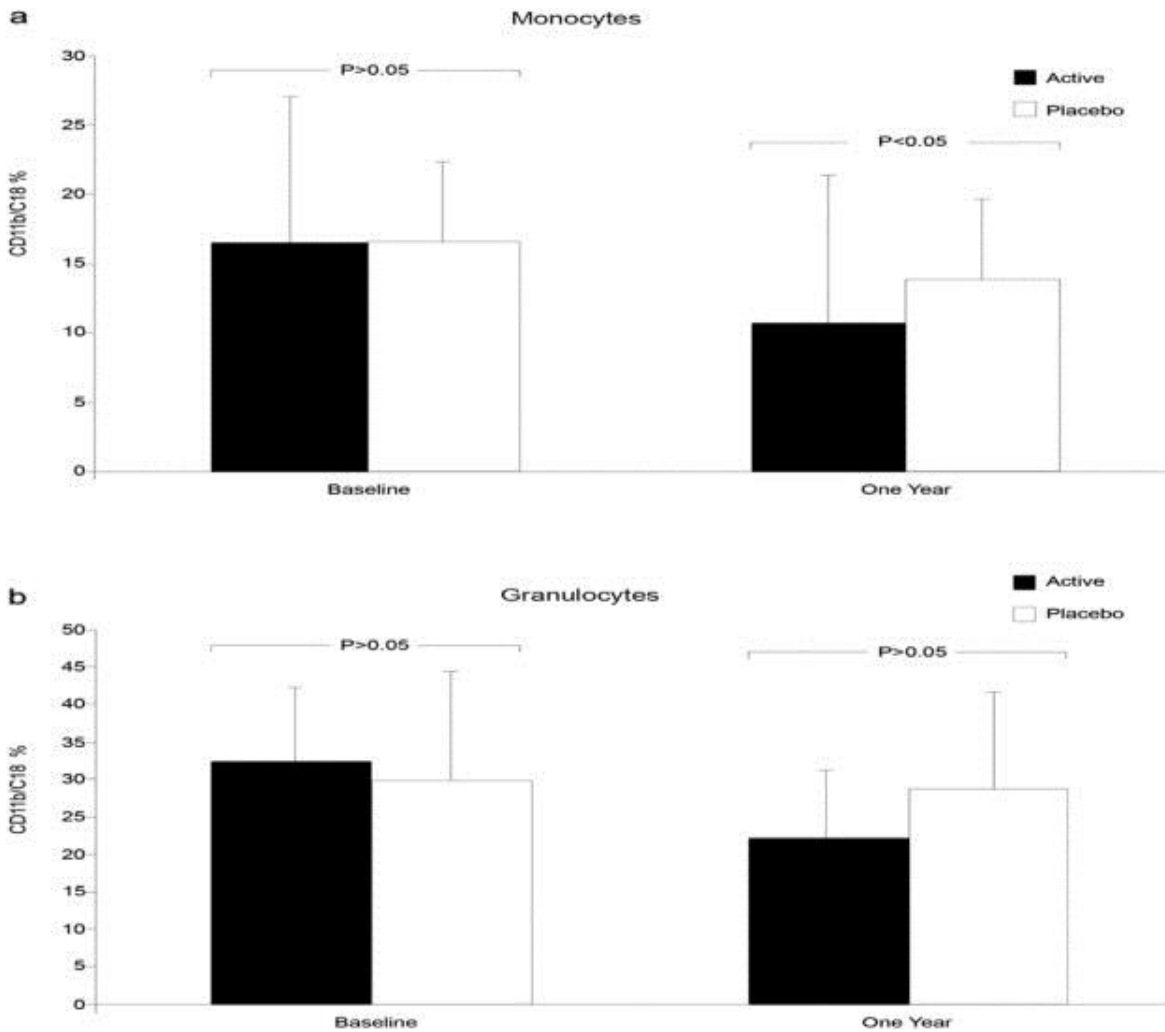 a
Monocytes
30
25
20
15
10
5
0
CD11b/C18 %
P>0.05
P<0.05
Active
Placebo
Baseline
One Year
b
Granulocytes
50
45
40
35
30
25
20
15
10
5
0
CD11b/C18 %
P>0.05
P>0.05
Active
Placebo
Baseline
One Year